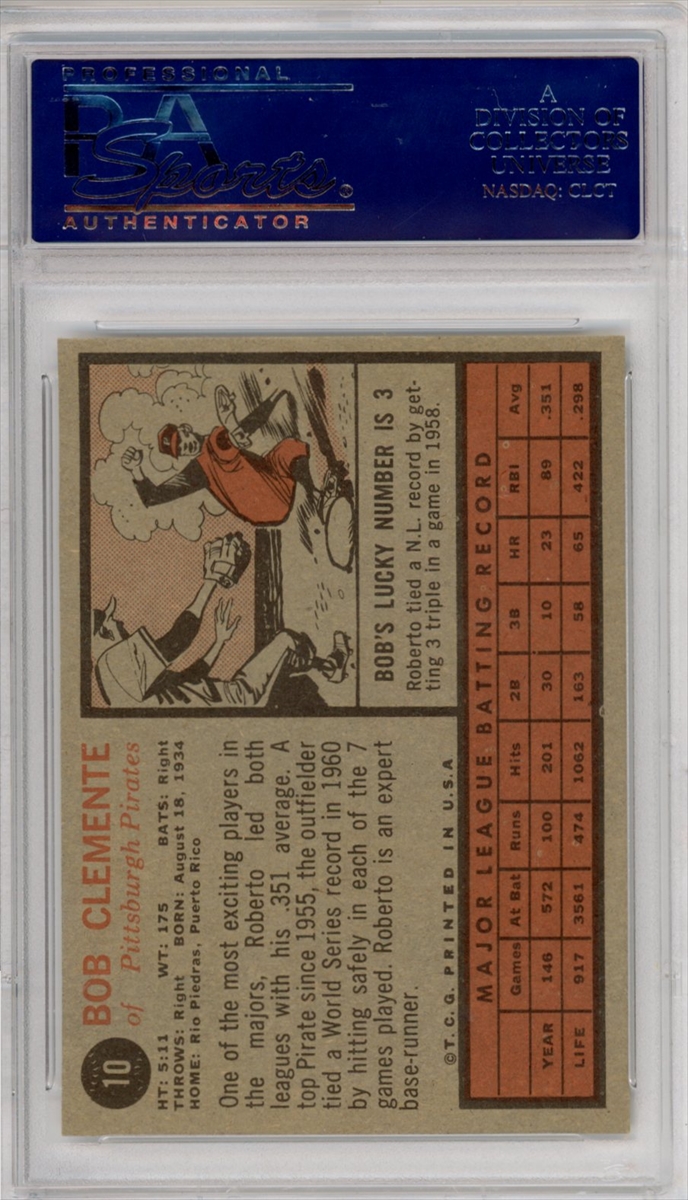 PROFESSIONAL
PSA
Sports
AUTHENTICATOR
A
DIVISION OF
COLLECTORS
UNIVERSE
NASDAQ: CLCT
10
BOB CLEMENTE
of Pittsburgh Pirates
HT: 5:11 WT: 175 BATS: Right
THROWS: Right BORN: August 18, 1934
HOME: Rio Piedras, Puerto Rico
One of the most exciting players in
the majors, Roberto led both
leagues with his .351 average. A
top Pirate since 1955, the outfielder
tied a World Series record in 1960
by hitting safely in each of the 7
games played. Roberto is an expert
base-runner.
BOB'S LUCKY NUMBER IS 3
Roberto tied a N.L. record by get-
ting 3 triple in a game in 1958.
©T.C.G. PRINTED IN U.S.A
MAJOR LEAGUE BATTING RECORD
Games At Bat Runs Hits 2B 3B HR RBI Avg
YEAR 146 572 100 201 30 10 23 89 .351
LIFE 917 3561 474 1062 163 58 65 422 .298